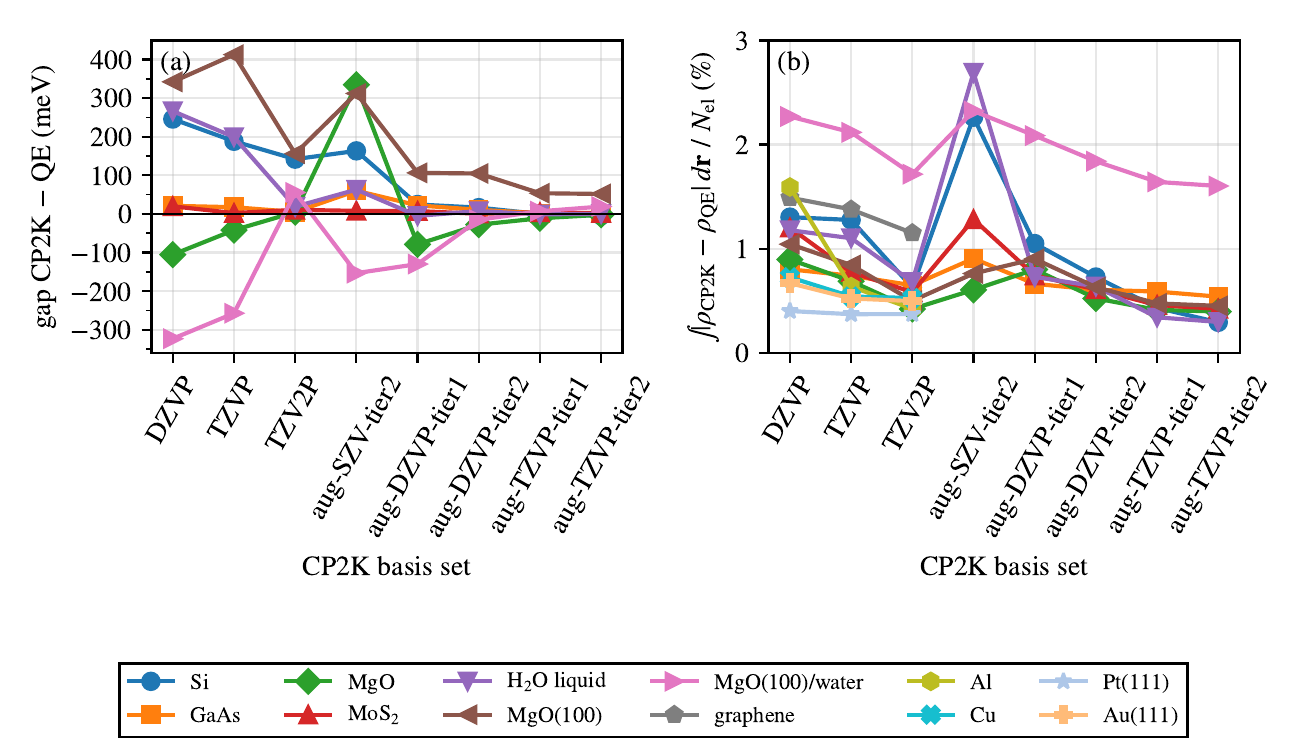 (a)
gap CP2K − QE (meV)
400
300
200
100
0
−100
−200
−300
DZVP
TZVP
TZV2P
aug-SZV-tier2
aug-DZVP-tier1
aug-DZVP-tier2
aug-TZVP-tier1
aug-TZVP-tier2
CP2K basis set
(b)
∫|ρCP2K − ρQE| dr / Nel (%)
3
2
1
0
DZVP
TZVP
TZV2P
aug-SZV-tier2
aug-DZVP-tier1
aug-DZVP-tier2
aug-TZVP-tier1
aug-TZVP-tier2
CP2K basis set
Si MgO H₂O liquid MgO(100)/water Al Pt(111)
GaAs MoS₂ MgO(100) graphene Cu Au(111)